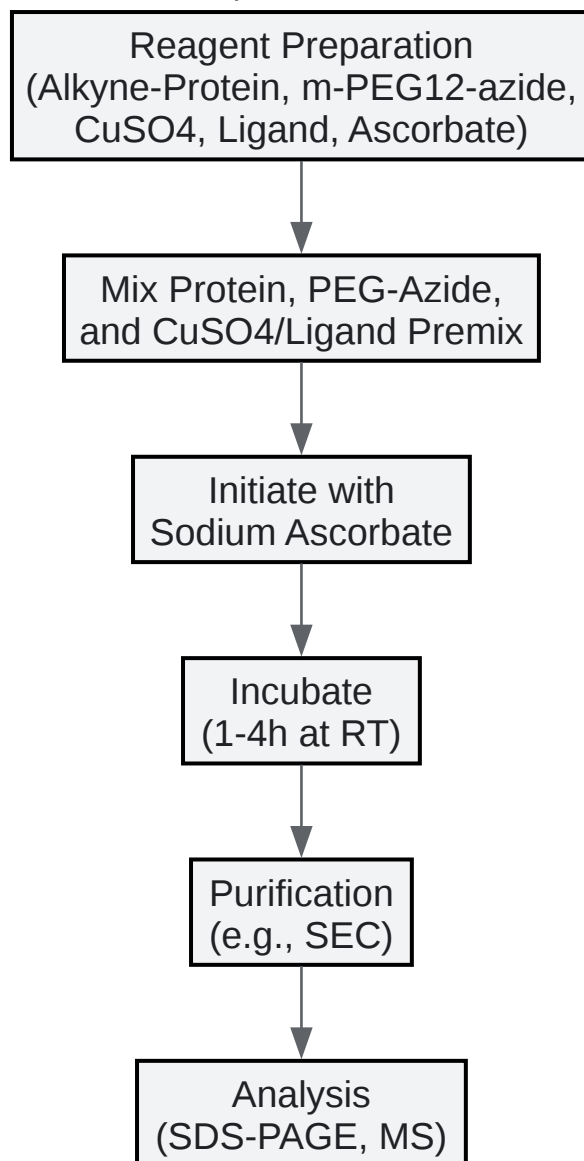 Reagent Preparation
(Alkyne-Protein, m-PEG12-azide,
CuSO4, Ligand, Ascorbate)
Mix Protein, PEG-Azide,
and CuSO4/Ligand Premix
Initiate with
Sodium Ascorbate
Incubate
(1-4h at RT)
Purification
(e.g., SEC)
Analysis
(SDS-PAGE, MS)